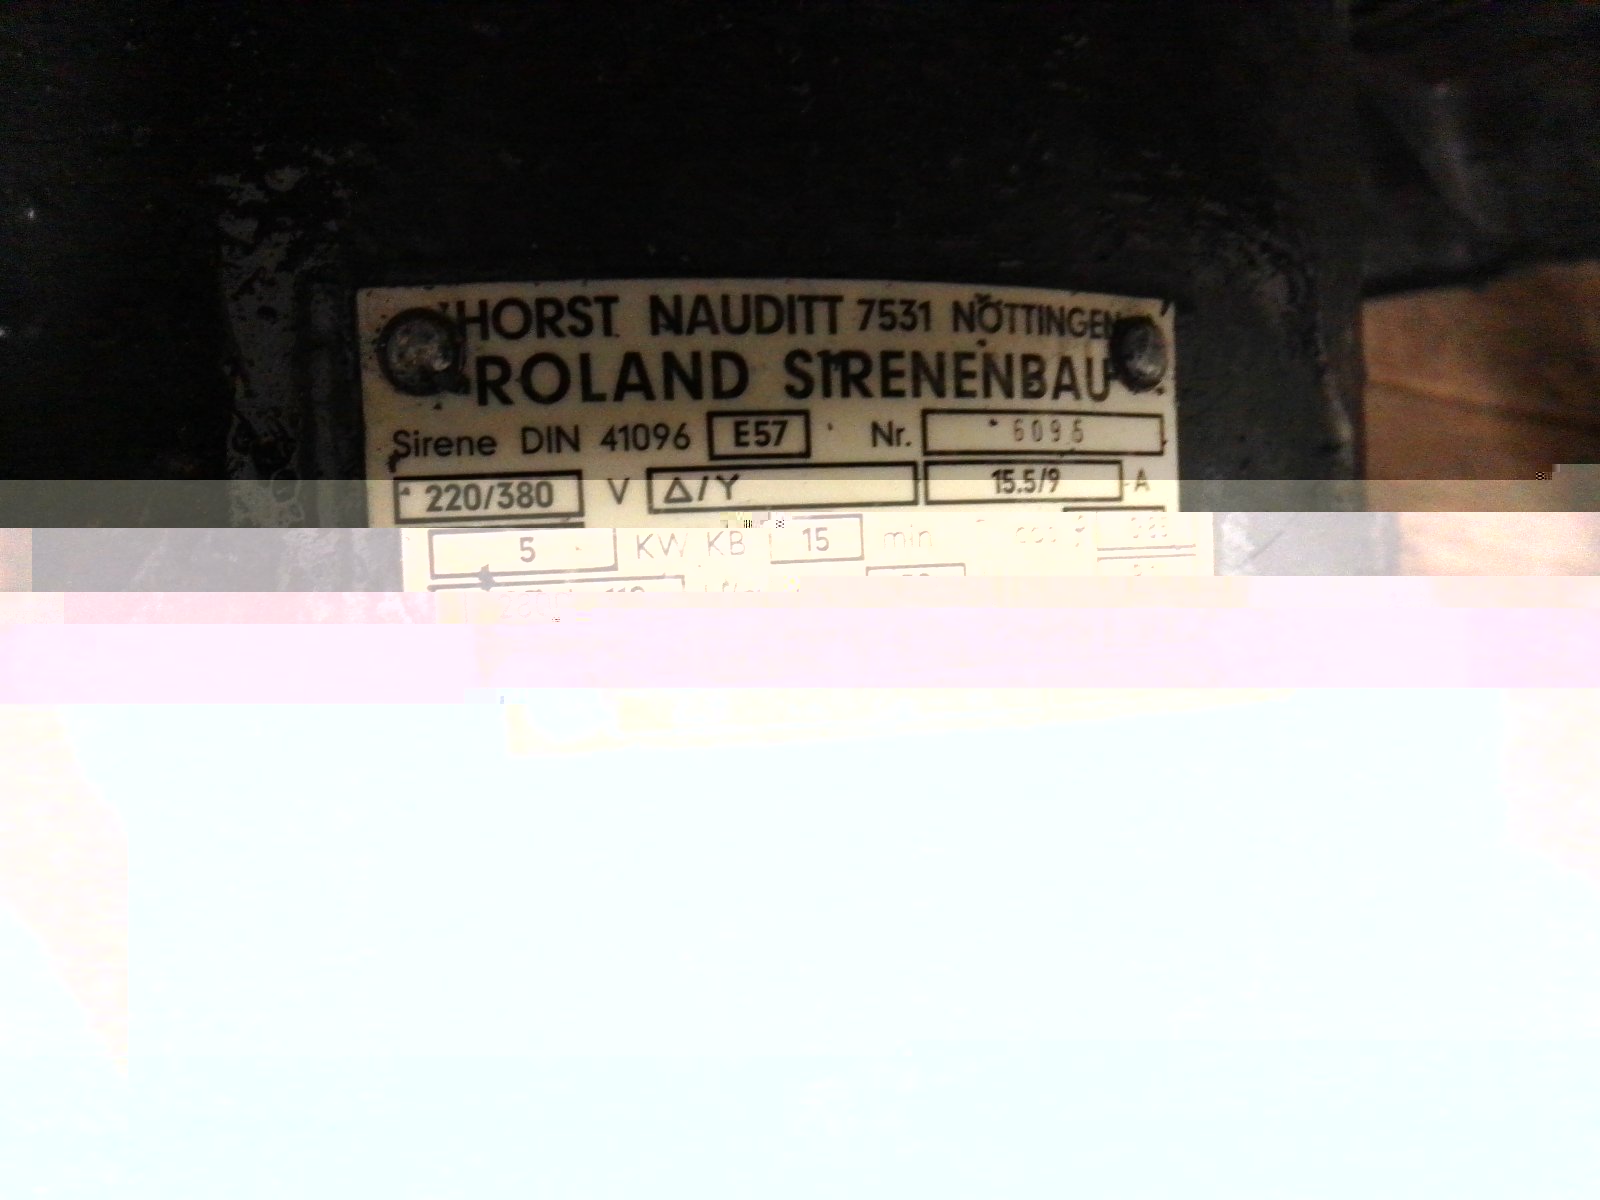 HORST NAUDITT 7531 NÖTTINGEN
ROLAND SIRENENBAU
Sirene DIN 41096 E57 Nr. 6096
220/380 V Δ/Y 15.5/9 A
5 KW KB 15 min